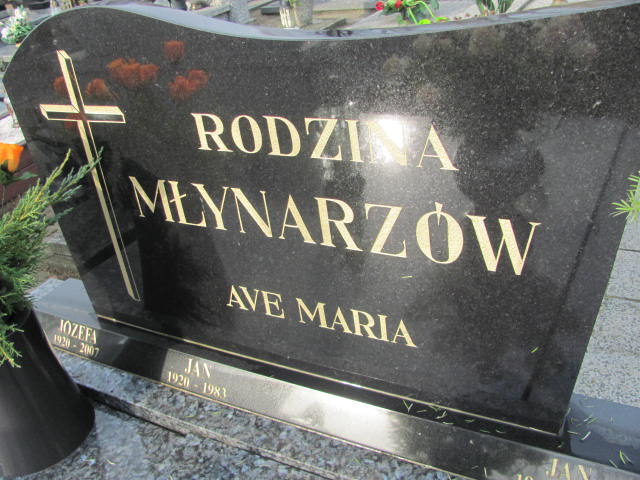 RODZINA
MŁYNARZÓW
AVE MARIA
JÓZEFA
1920 - 2007
JAN
1920 - 1983
JAN